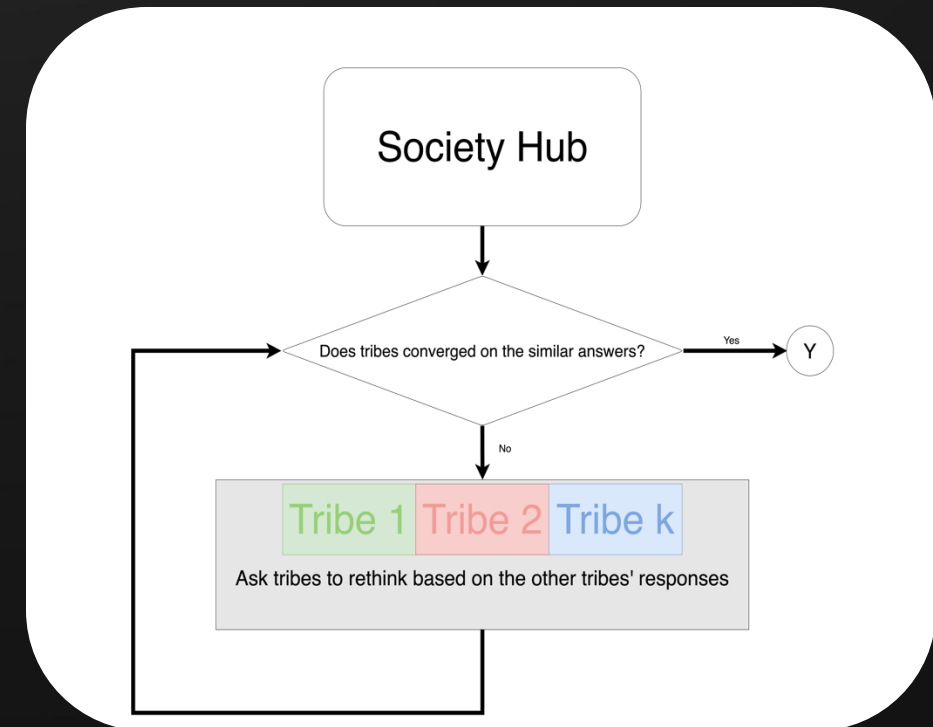 Society Hub
Does tribes converged on the similar answers?
Yes
Y
No
Tribe 1
Tribe 2
Tribe k
Ask tribes to rethink based on the other tribes' responses